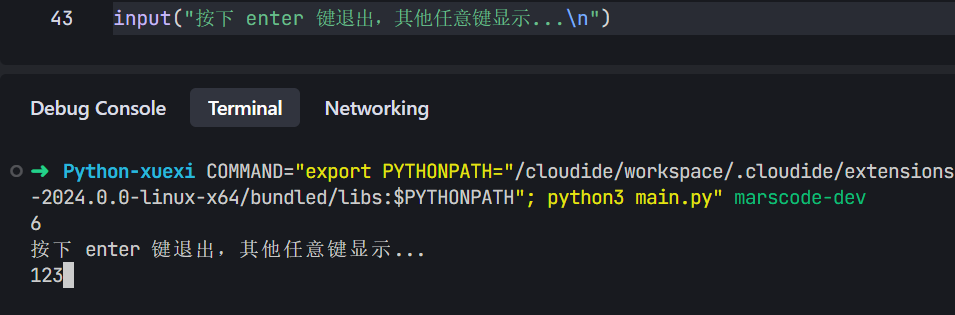 43 input("按下 enter 键退出，其他任意键显示...\n")
Debug Console Terminal Networking
➜ Python-xuexi COMMAND="export PYTHONPATH="/cloudide/workspace/.cloudide/extensions
-2024.0.0-linux-x64/bundled/libs:$PYTHONPATH"; python3 main.py" marscode-dev
6
按下 enter 键退出，其他任意键显示...
123